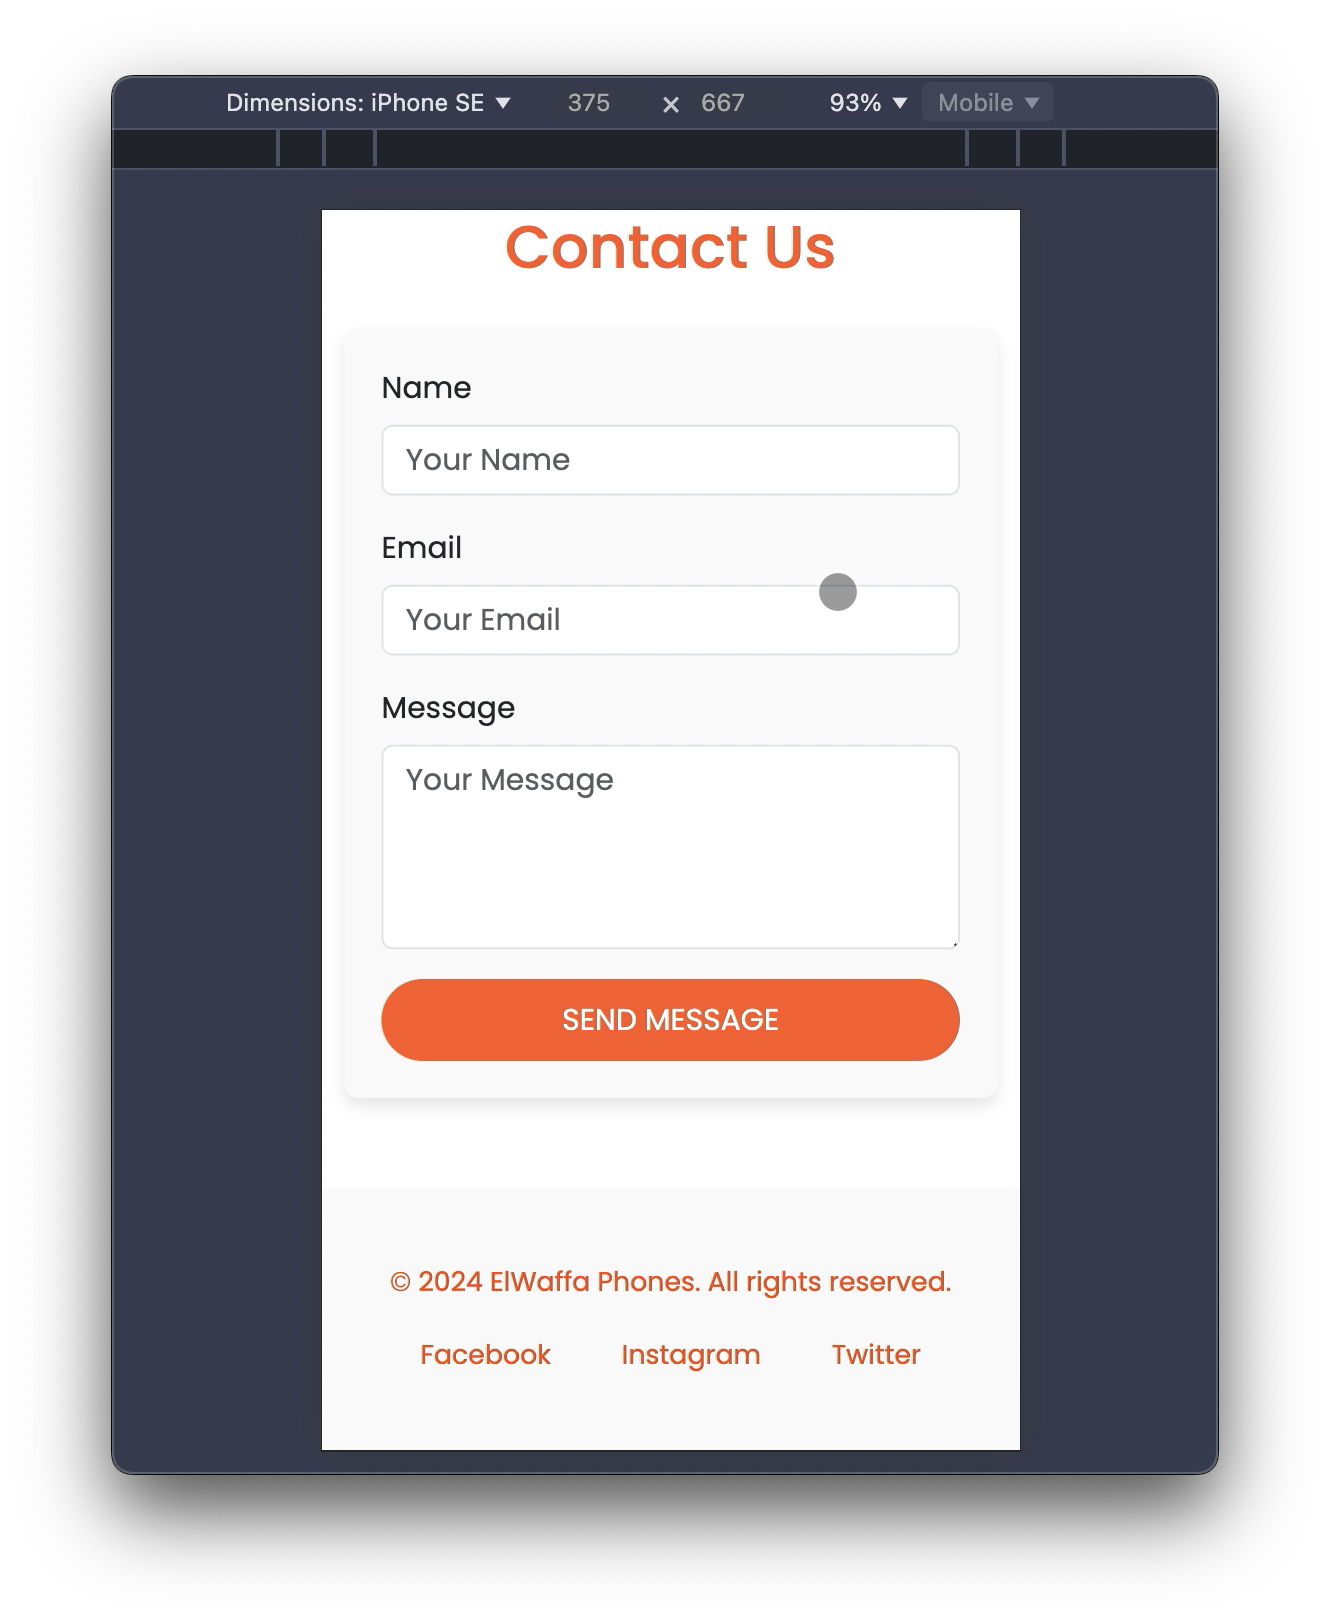 Dimensions: iPhone SE ▼ 375 × 667 93% ▼ Mobile ▼
Contact Us
Name
Your Name
Email
Your Email
Message
Your Message
SEND MESSAGE
© 2024 ElWaffa Phones. All rights reserved.
Facebook Instagram Twitter